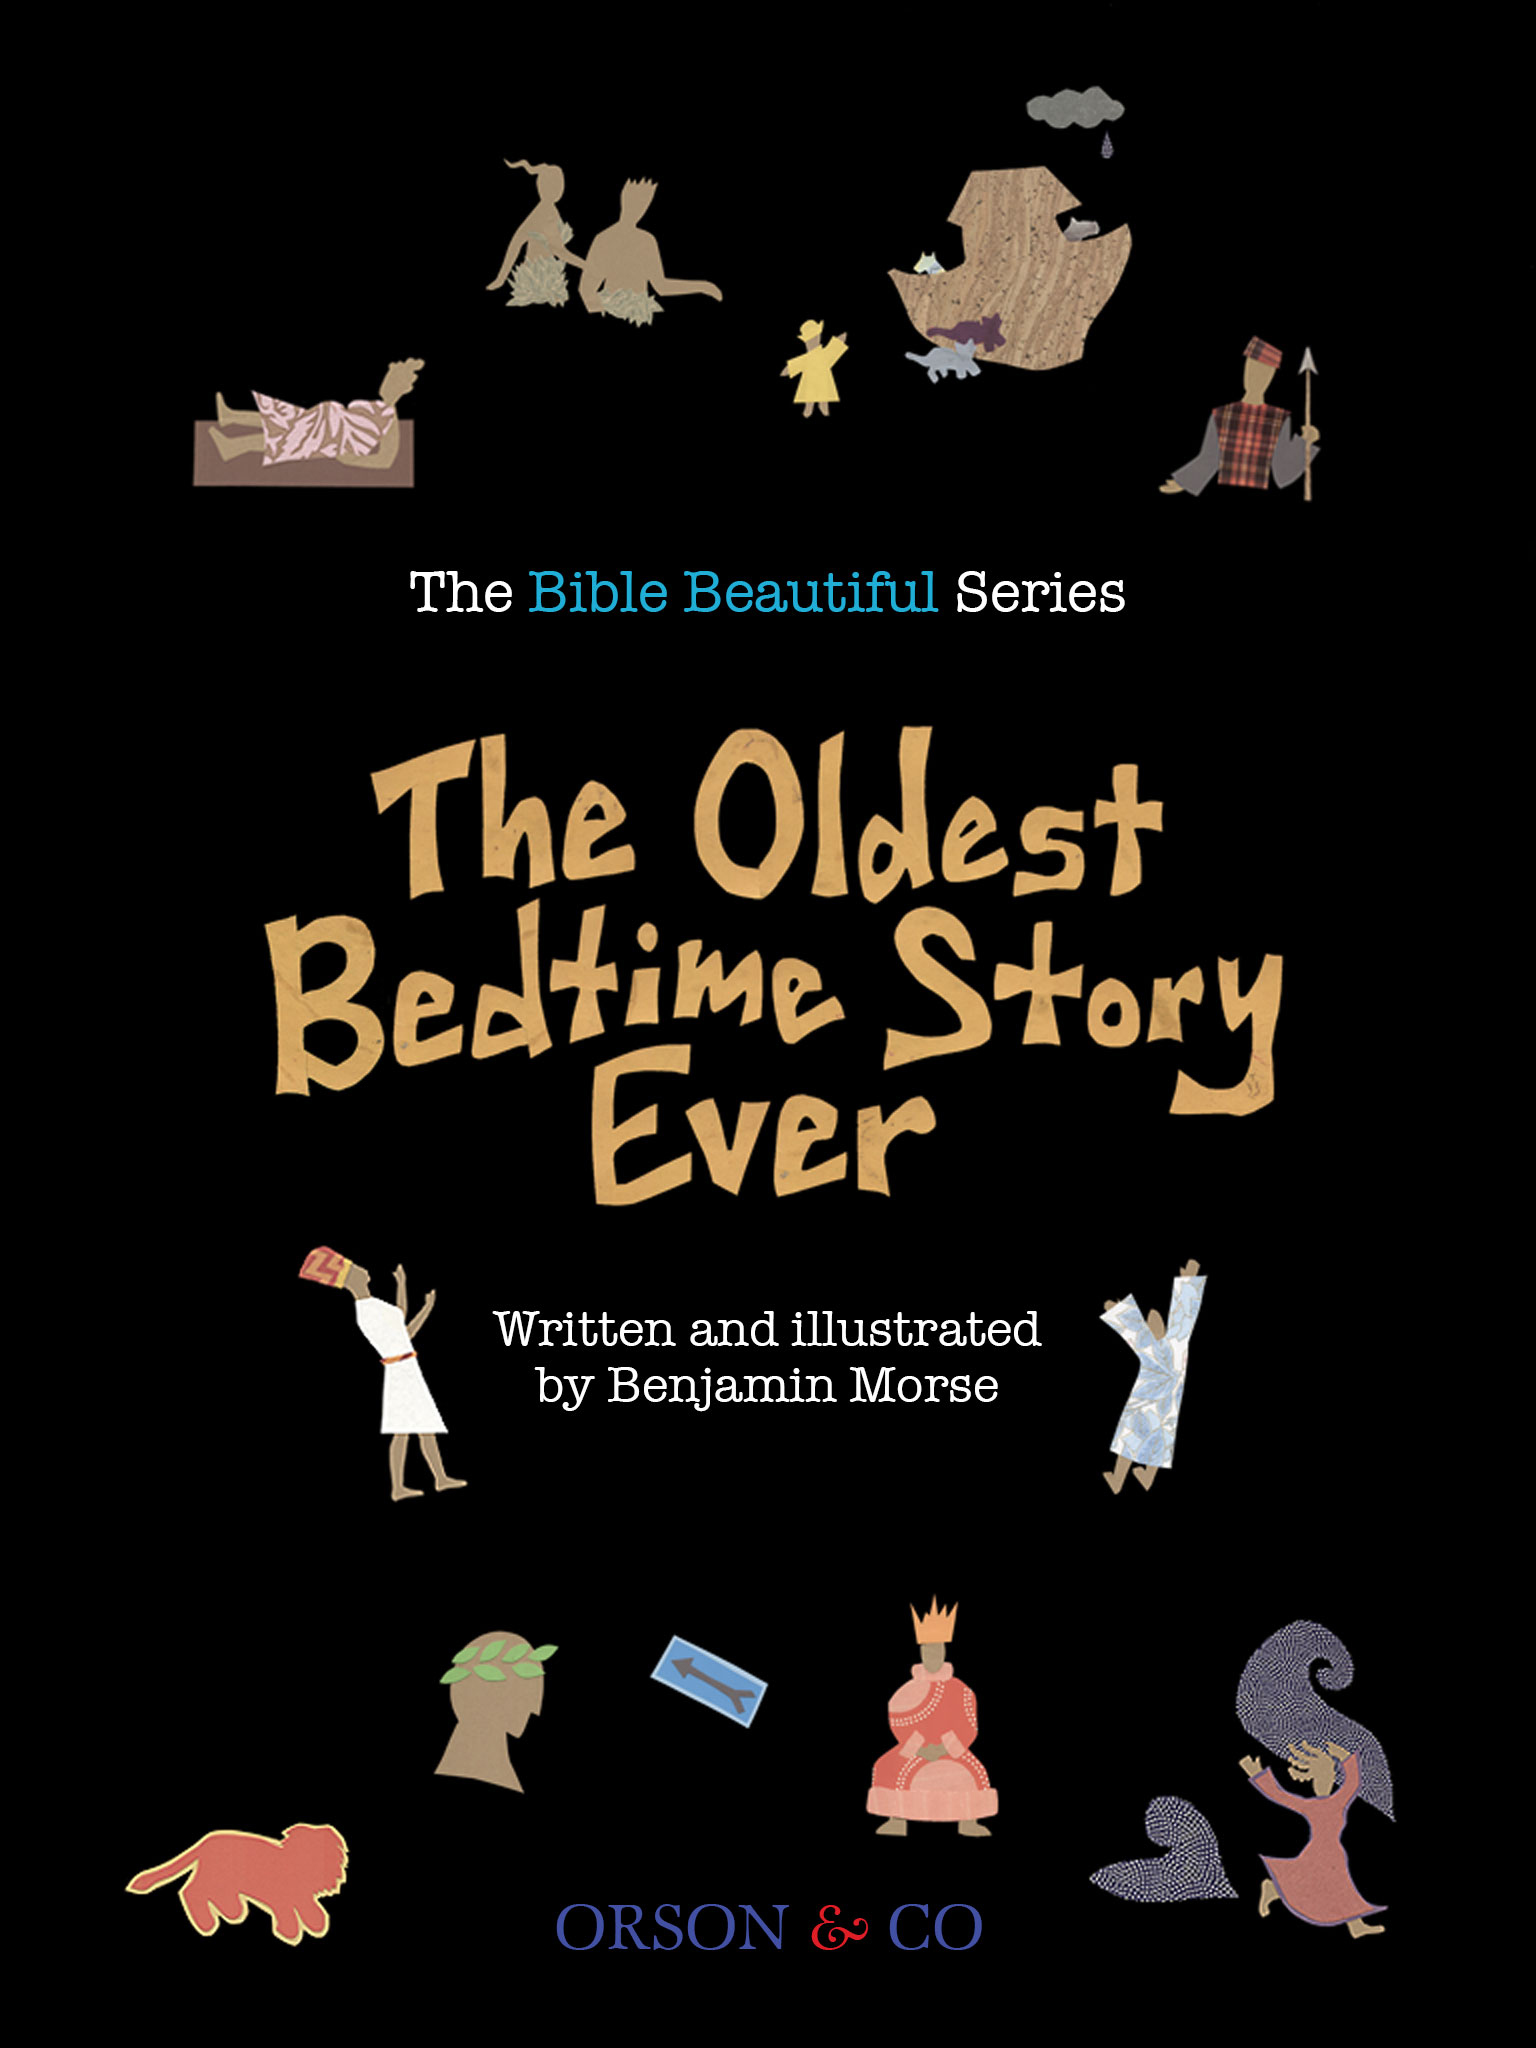 The Bible Beautiful Series
The Oldest
Bedtime Story
Ever
Written and illustrated
by Benjamin Morse
ORSON & CO